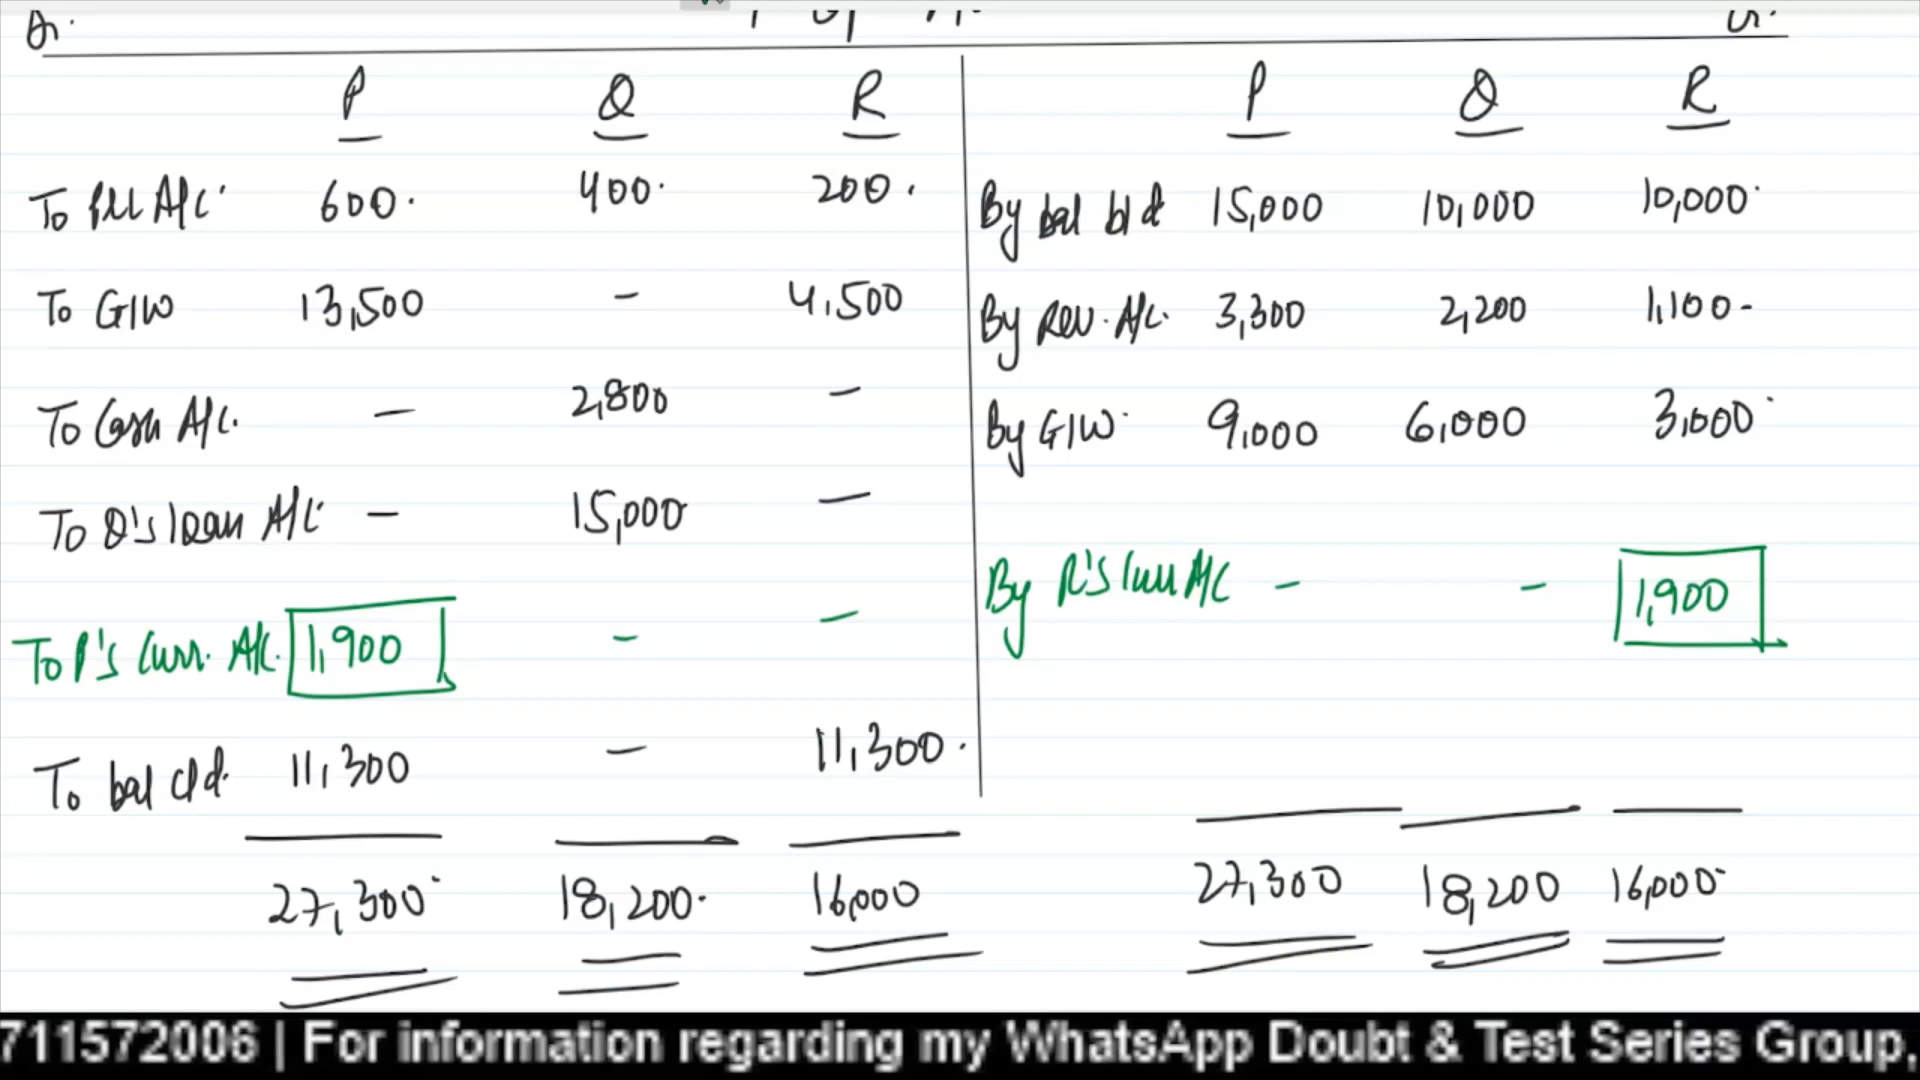 Dr. Cr.
P Q R P Q R
To P&L A/c 600. 400. 200. By bal b/d 15,000 10,000 10,000.
To G/W 13,500 - 4,500 By Rev. A/c. 3,300 2,200 1,100-
To Cash A/c. - 2,800 - By G/W. 9,000 6,000 3,000.
To Q's loan A/c - 15,000 - By R's Curr A/c - - 1,900
To P's Curr. A/c. 1,900 - -
To bal c/d. 11,300 - 11,300.
27,300 18,200. 16,000 27,300 18,200 16,000
711572006 | For information regarding my WhatsApp Doubt & Test Series Group,